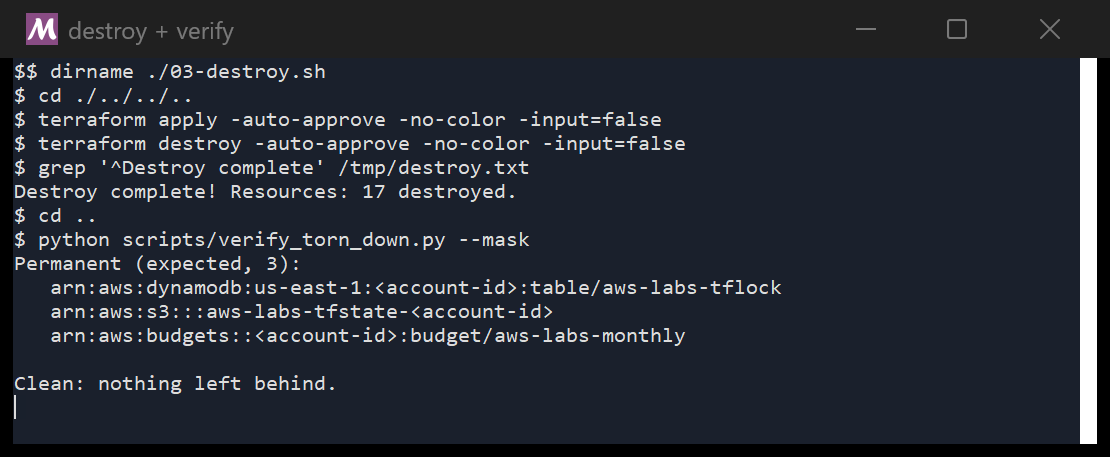 M destroy + verify
$$ dirname ./03-destroy.sh
$ cd ./../../..
$ terraform apply -auto-approve -no-color -input=false
$ terraform destroy -auto-approve -no-color -input=false
$ grep '^Destroy complete' /tmp/destroy.txt
Destroy complete! Resources: 17 destroyed.
$ cd ..
$ python scripts/verify_torn_down.py --mask
Permanent (expected, 3):
   arn:aws:dynamodb:us-east-1:<account-id>:table/aws-labs-tflock
   arn:aws:s3:::aws-labs-tfstate-<account-id>
   arn:aws:budgets::<account-id>:budget/aws-labs-monthly
Clean: nothing left behind.